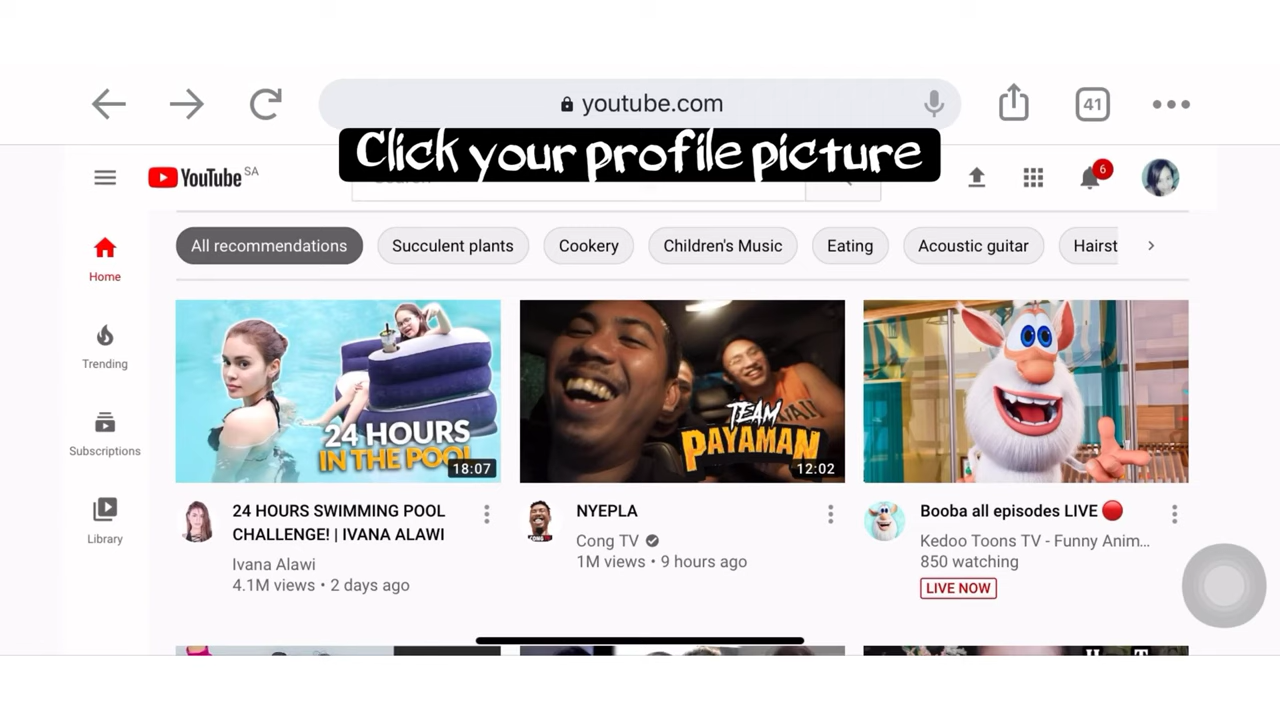 youtube.com
41
Click your profile picture
YouTube SA
6
All recommendations Succulent plants Cookery Children's Music Eating Acoustic guitar Hairst
Home
Trending
Subscriptions
Library
24 HOURS
IN THE POOL
18:07
24 HOURS SWIMMING POOL
CHALLENGE! | IVANA ALAWI
Ivana Alawi
4.1M views • 2 days ago
TEAM
PAYAMAN
12:02
CONG
NYEPLA
Cong TV
1M views • 9 hours ago
Booba all episodes LIVE
Kedoo Toons TV - Funny Anim...
850 watching
LIVE NOW